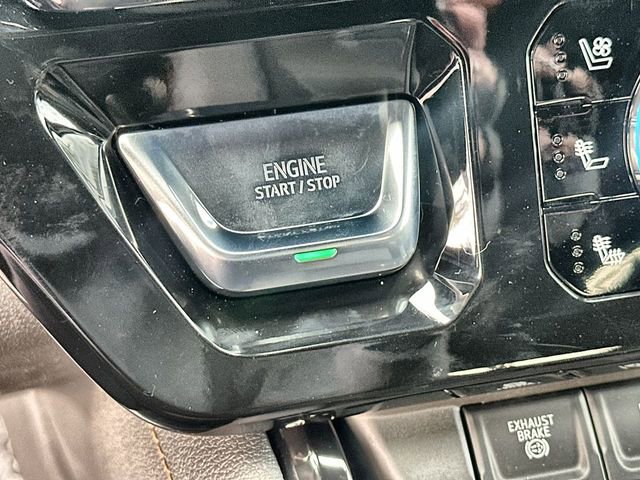 ENGINE
START / STOP
EXHAUST
BRAKE